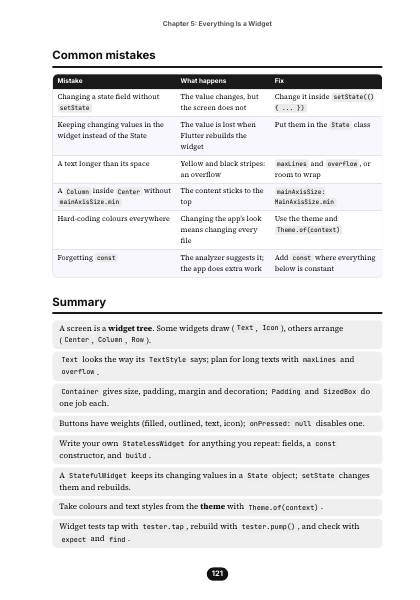 Chapter 5: Everything Is a Widget
Common mistakes
Mistake What happens Fix
Changing a state field without The value changes, but Change it inside setState(()
setState the screen does not { ... })
Keeping changing values in the The value is lost when Put them in the State class
widget instead of the State Flutter rebuilds the
widget
A text longer than its space Yellow and black stripes: maxLines and overflow, or
an overflow room to wrap
A Column inside Center without The content sticks to the mainAxisSize:
mainAxisSize.min top MainAxisSize.min
Hard-coding colours everywhere Changing the app's look Use the theme and
means changing every Theme.of(context)
file
Forgetting const The analyzer suggests it; Add const where everything
the app does extra work below is constant
Summary
A screen is a widget tree. Some widgets draw ( Text , Icon ), others arrange
( Center , Column , Row ).
Text looks the way its TextStyle says; plan for long texts with maxLines and
overflow .
Container gives size, padding, margin and decoration; Padding and SizedBox do
one job each.
Buttons have weights (filled, outlined, text, icon); onPressed: null disables one.
Write your own StatelessWidget for anything you repeat: fields, a const
constructor, and build .
A StatefulWidget keeps its changing values in a State object; setState changes
them and rebuilds.
Take colours and text styles from the theme with Theme.of(context) .
Widget tests tap with tester.tap , rebuild with tester.pump() , and check with
expect and find .
121